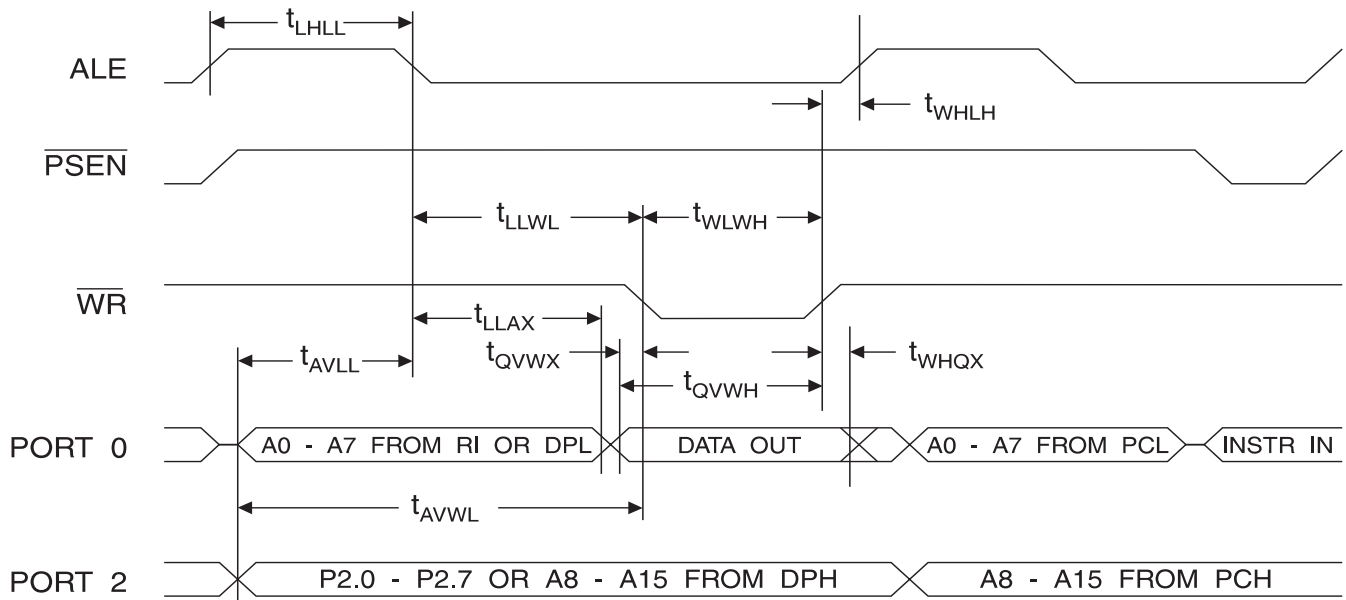 tLHLL
ALE
tWHLH
PSEN
tLLWL
tWLWH
WR
tLLAX
tAVLL
tQVWX
tWHQX
tQVWH
PORT 0
A0 - A7 FROM RI OR DPL
DATA OUT
A0 - A7 FROM PCL
INSTR IN
tAVWL
PORT 2
P2.0 - P2.7 OR A8 - A15 FROM DPH
A8 - A15 FROM PCH